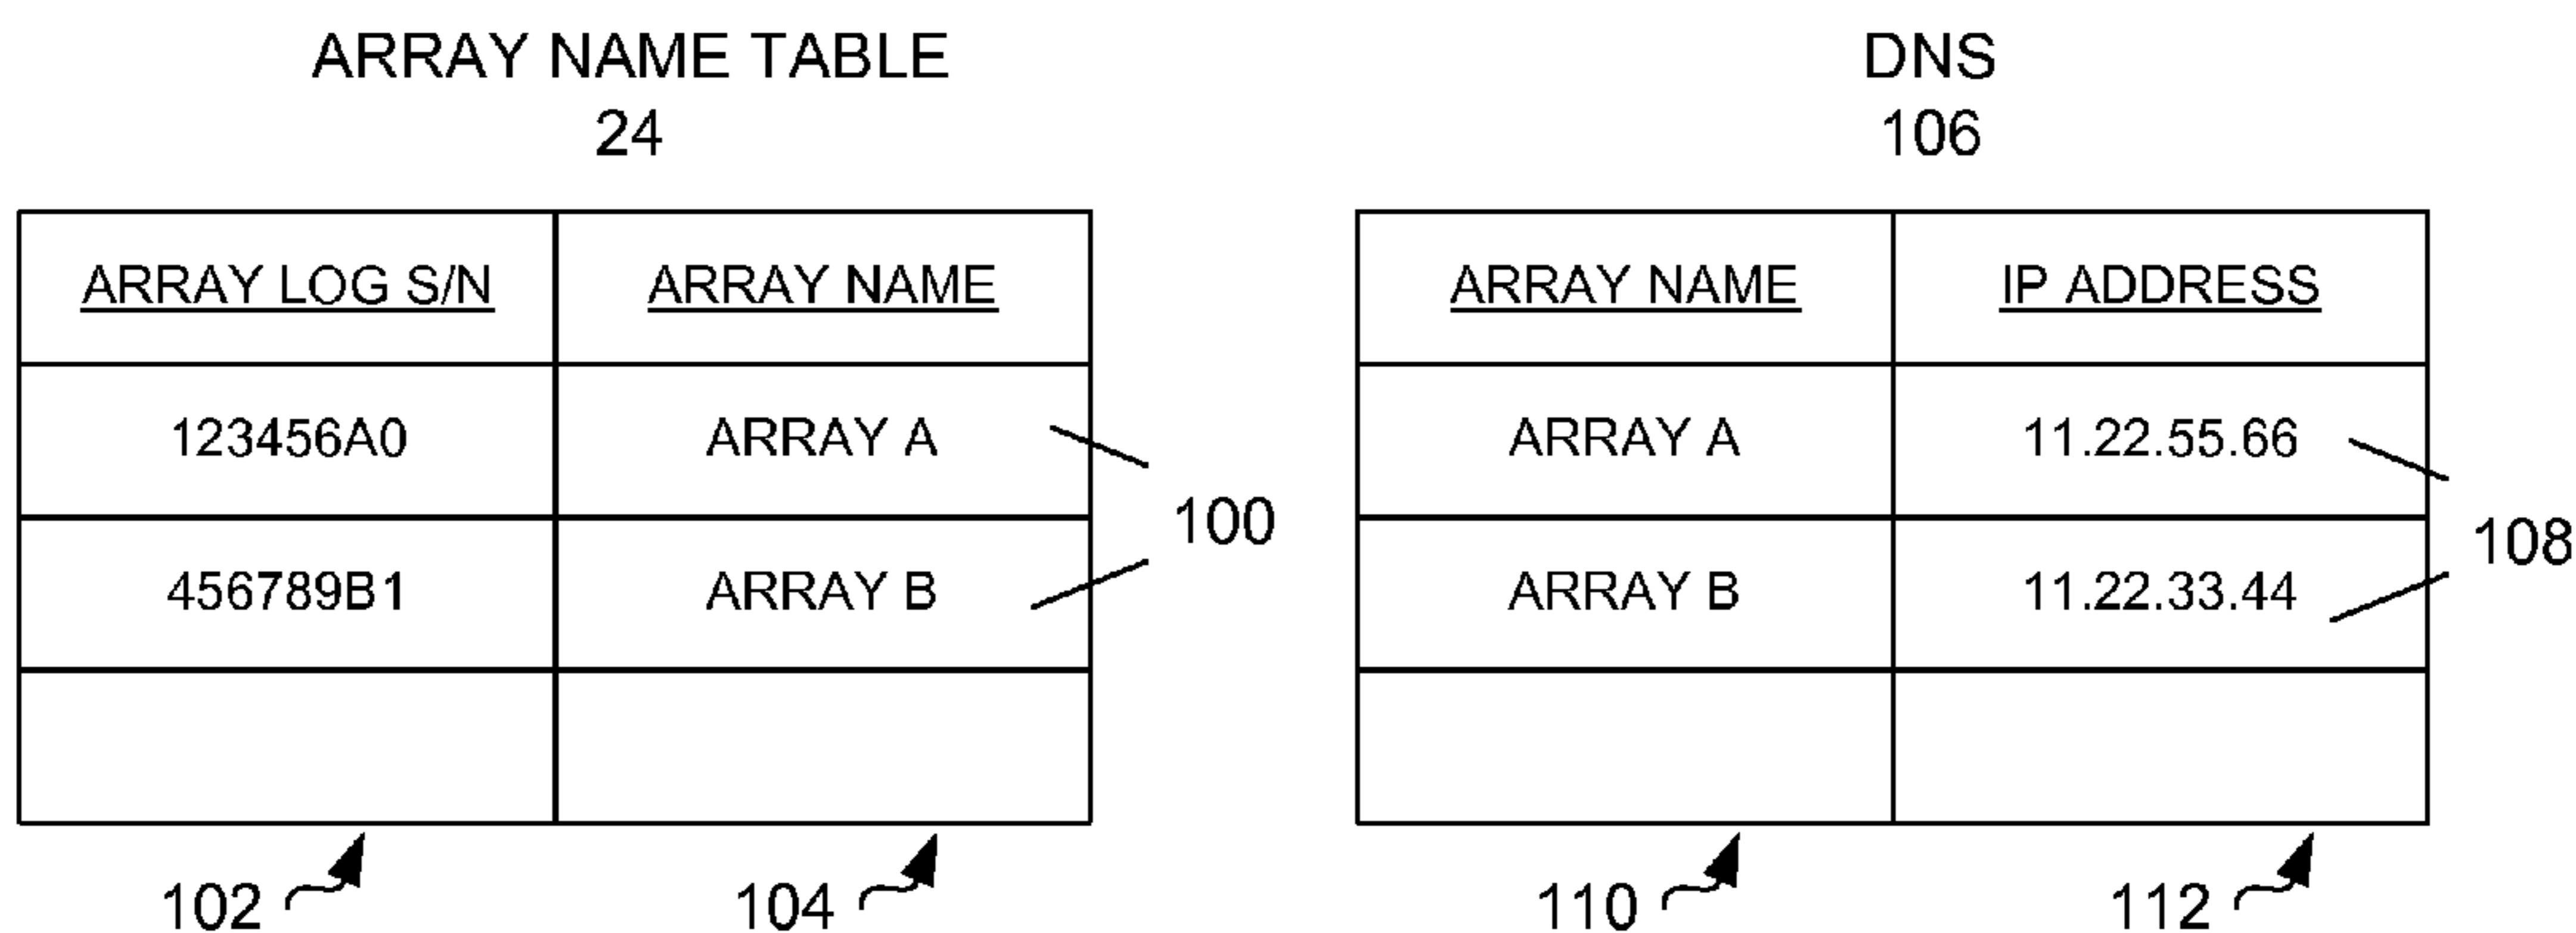 ARRAY NAME TABLE
24
ARRAY LOG S/N ARRAY NAME
123456A0 ARRAY A
456789B1 ARRAY B
100
102 104
DNS
106
ARRAY NAME IP ADDRESS
ARRAY A 11.22.55.66
ARRAY B 11.22.33.44
108
110 112